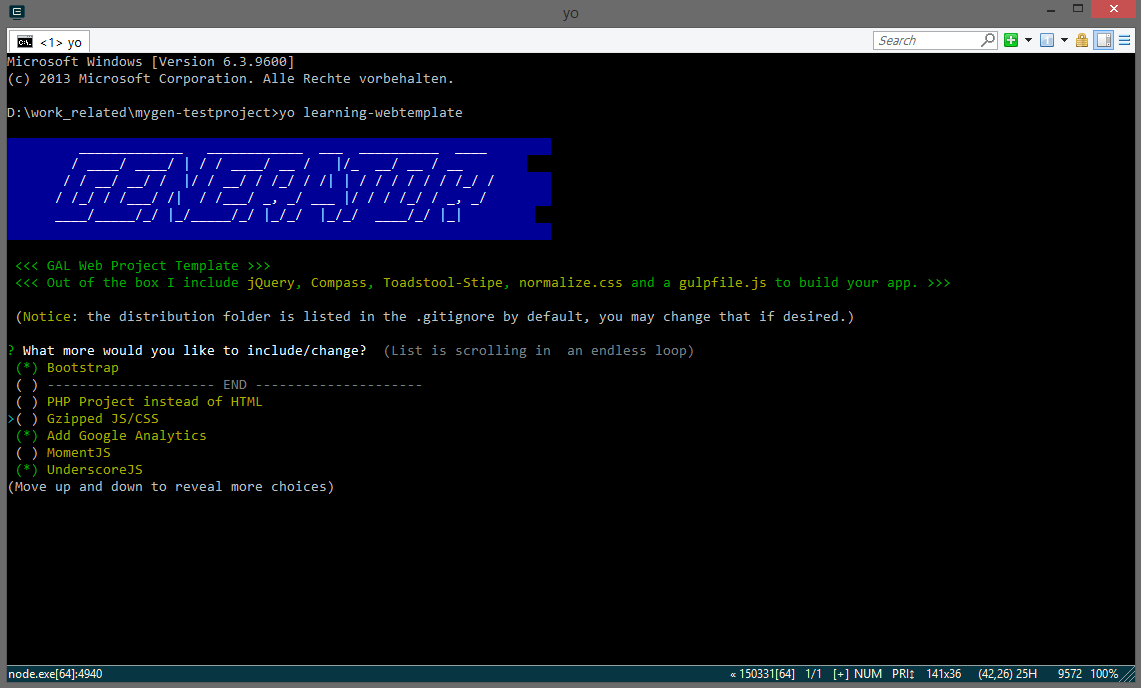 yo
<1> yo
Search
Microsoft Windows [Version 6.3.9600]
(c) 2013 Microsoft Corporation. Alle Rechte vorbehalten.
D:\work_related\mygen-testproject>yo learning-webtemplate
<<< GAL Web Project Template >>>
<<< Out of the box I include jQuery, Compass, Toadstool-Stipe, normalize.css and a gulpfile.js to build your app. >>>
(Notice: the distribution folder is listed in the .gitignore by default, you may change that if desired.)
? What more would you like to include/change?  (List is scrolling in  an endless loop)
(*) Bootstrap
( ) --------------------- END ---------------------
( ) PHP Project instead of HTML
>( ) Gzipped JS/CSS
(*) Add Google Analytics
( ) MomentJS
(*) UnderscoreJS
(Move up and down to reveal more choices)
node.exe[64]:4940 « 150331[64] 1/1 [+] NUM PRI↕ 141x36 (42,26) 25H 9572 100%